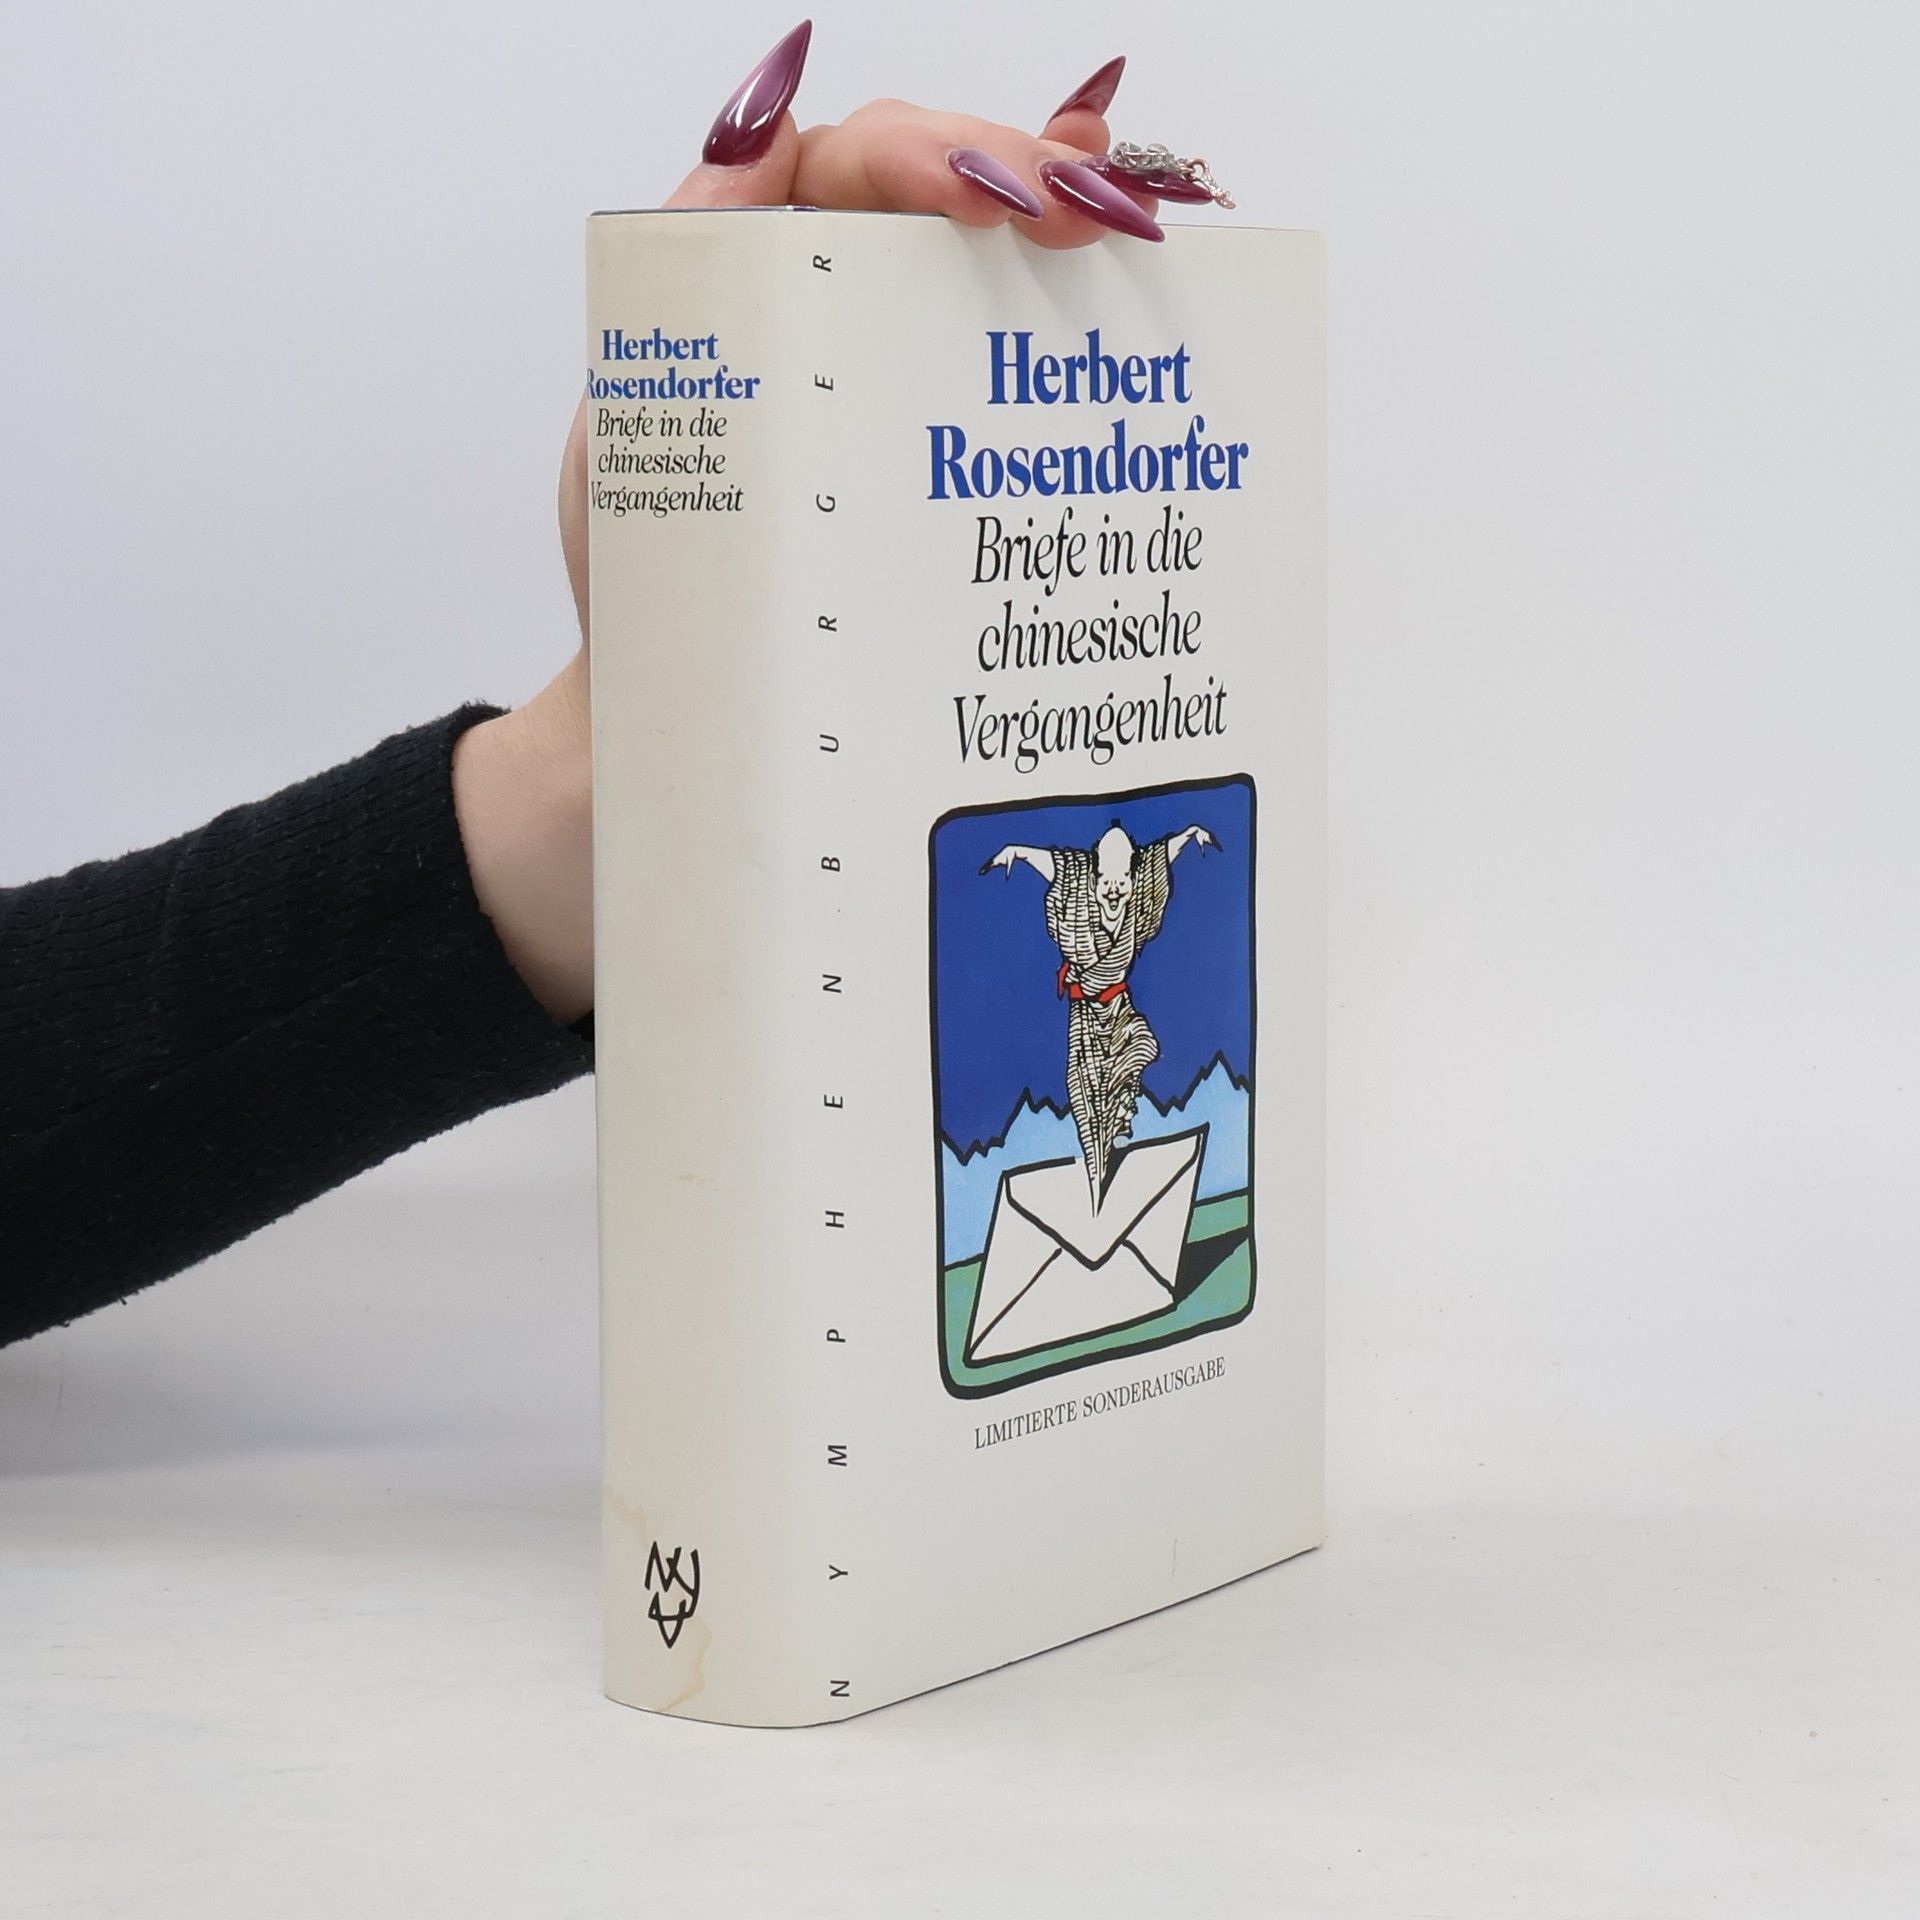 Herbert
Rosendorfer
Briefe in die
chinesische
Vergangenheit
NYMPHENBURGER
Herbert
Rosendorfer
Briefe in die
chinesische
Vergangenheit
LIMITIERTE SONDERAUSGABE